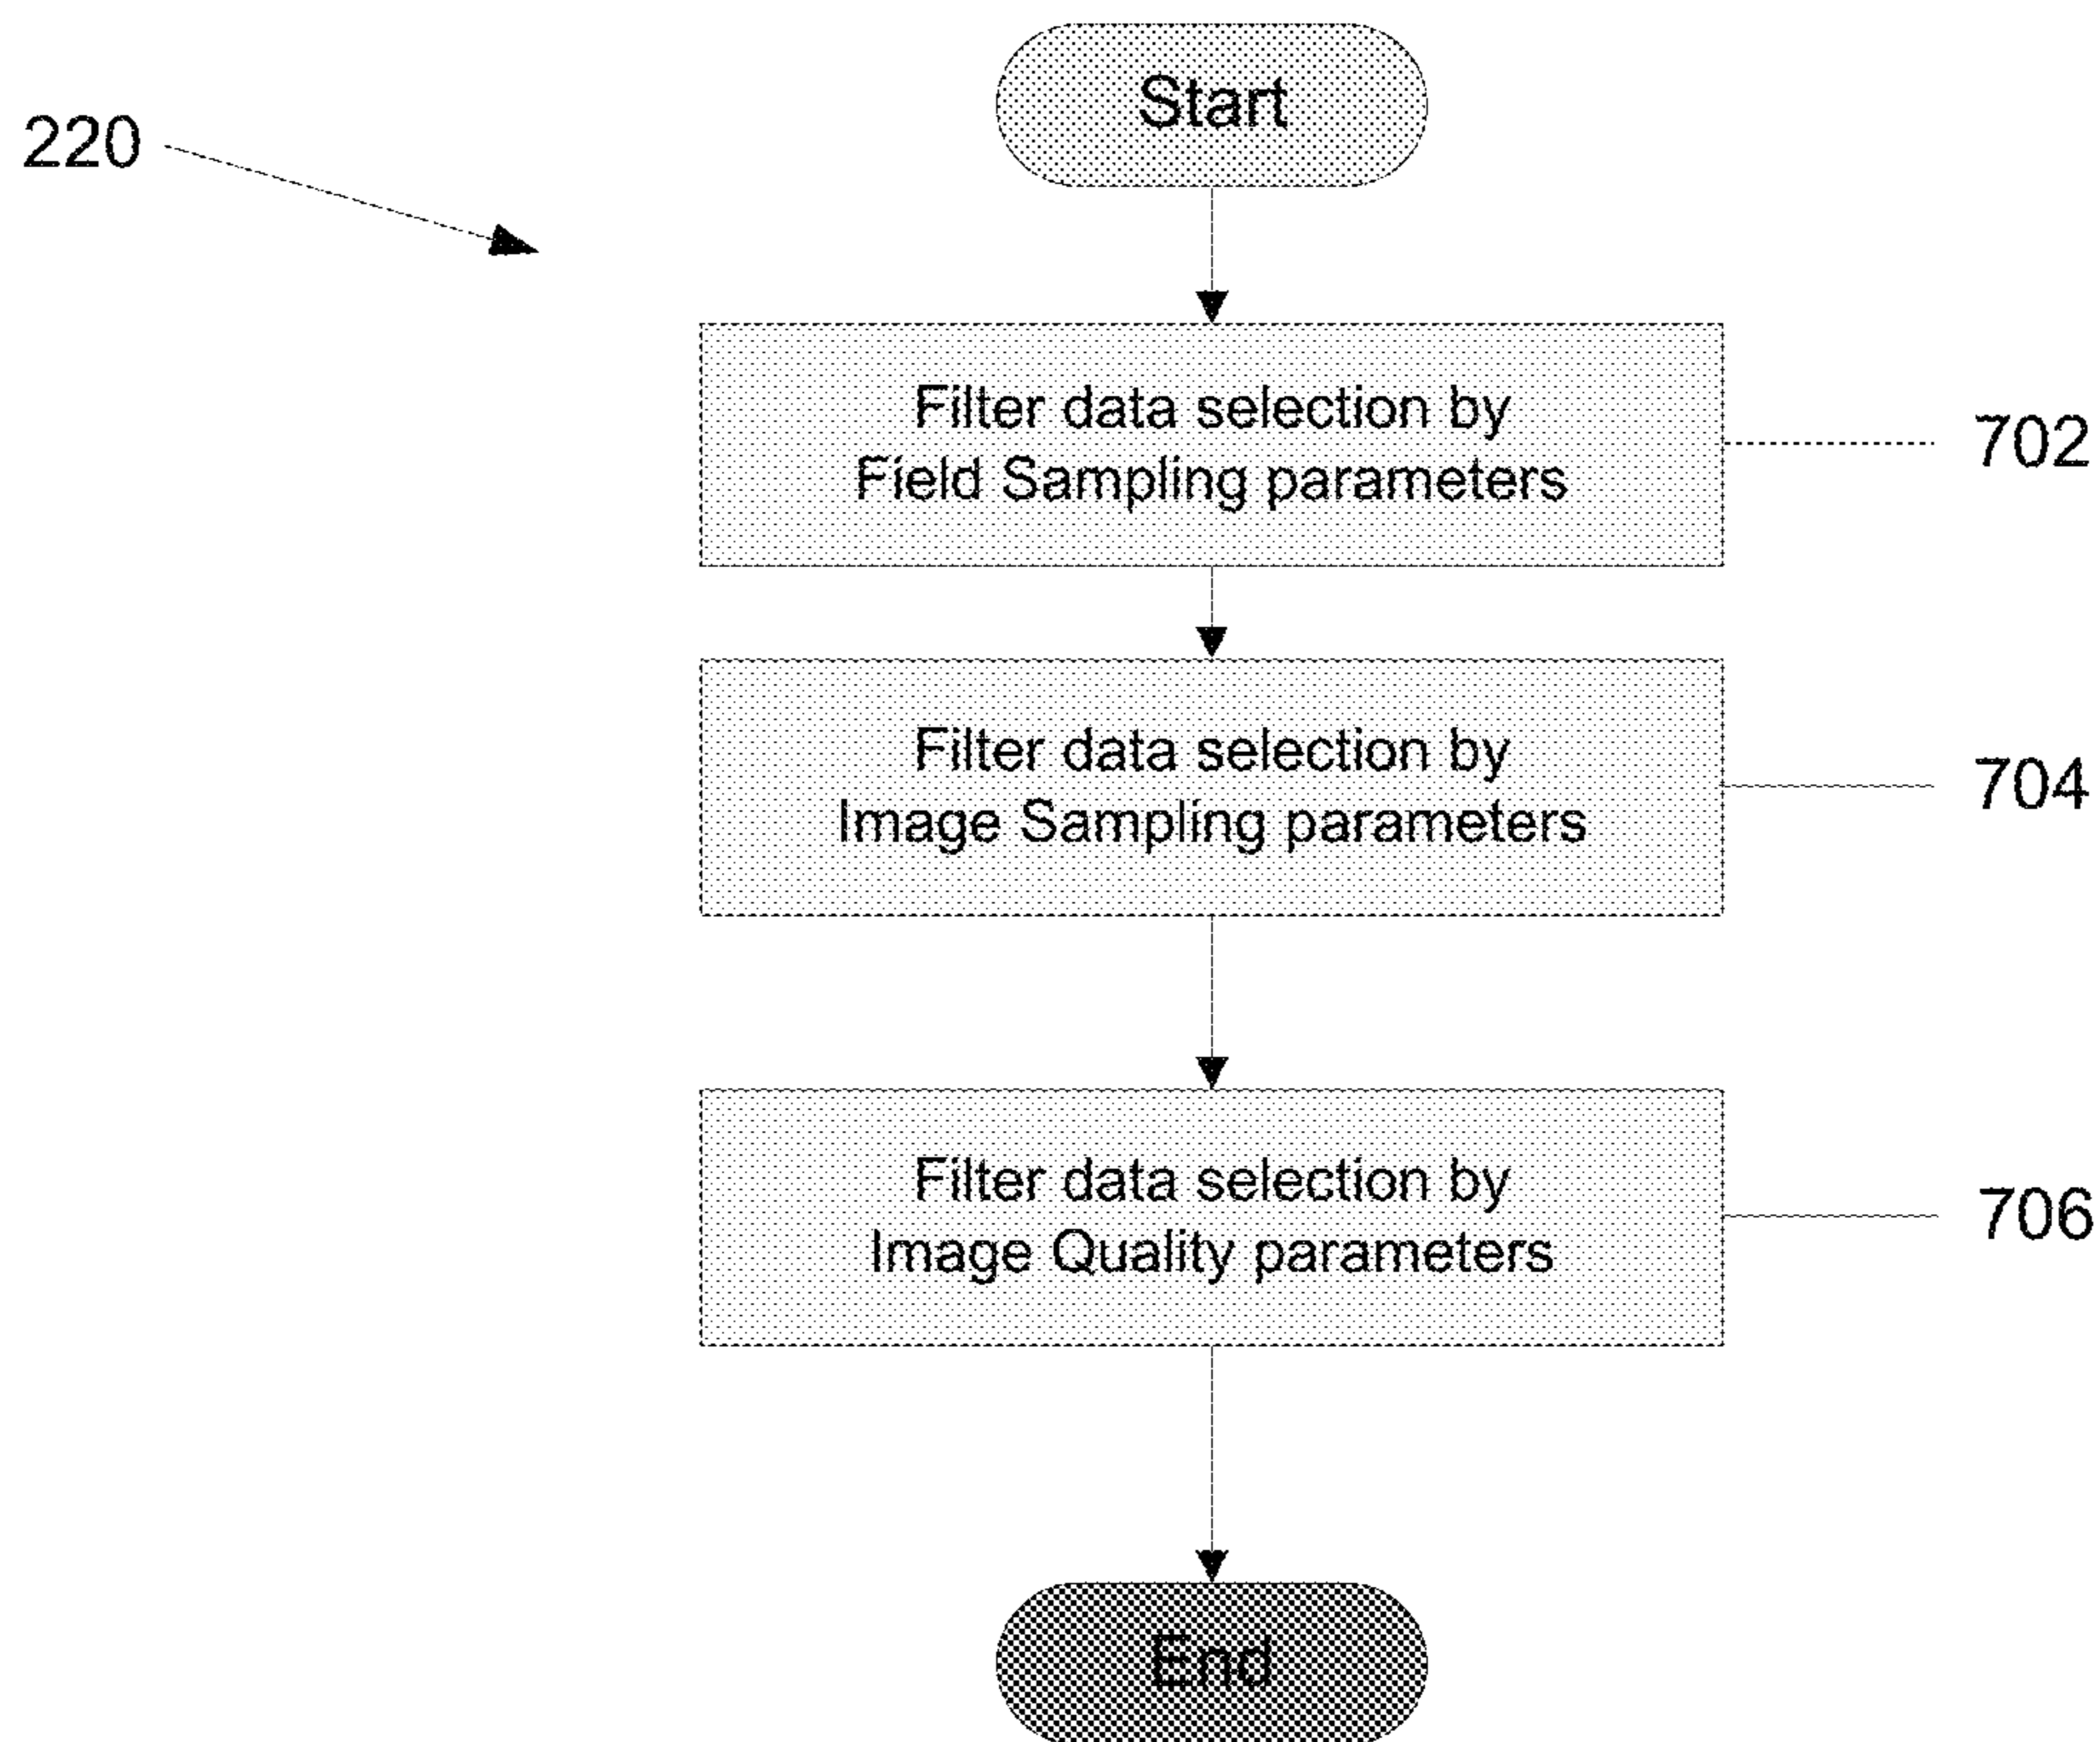 Start
220
Filter data selection by
Field Sampling parameters
702
Filter data selection by
Image Sampling parameters
704
Filter data selection by
Image Quality parameters
706
End